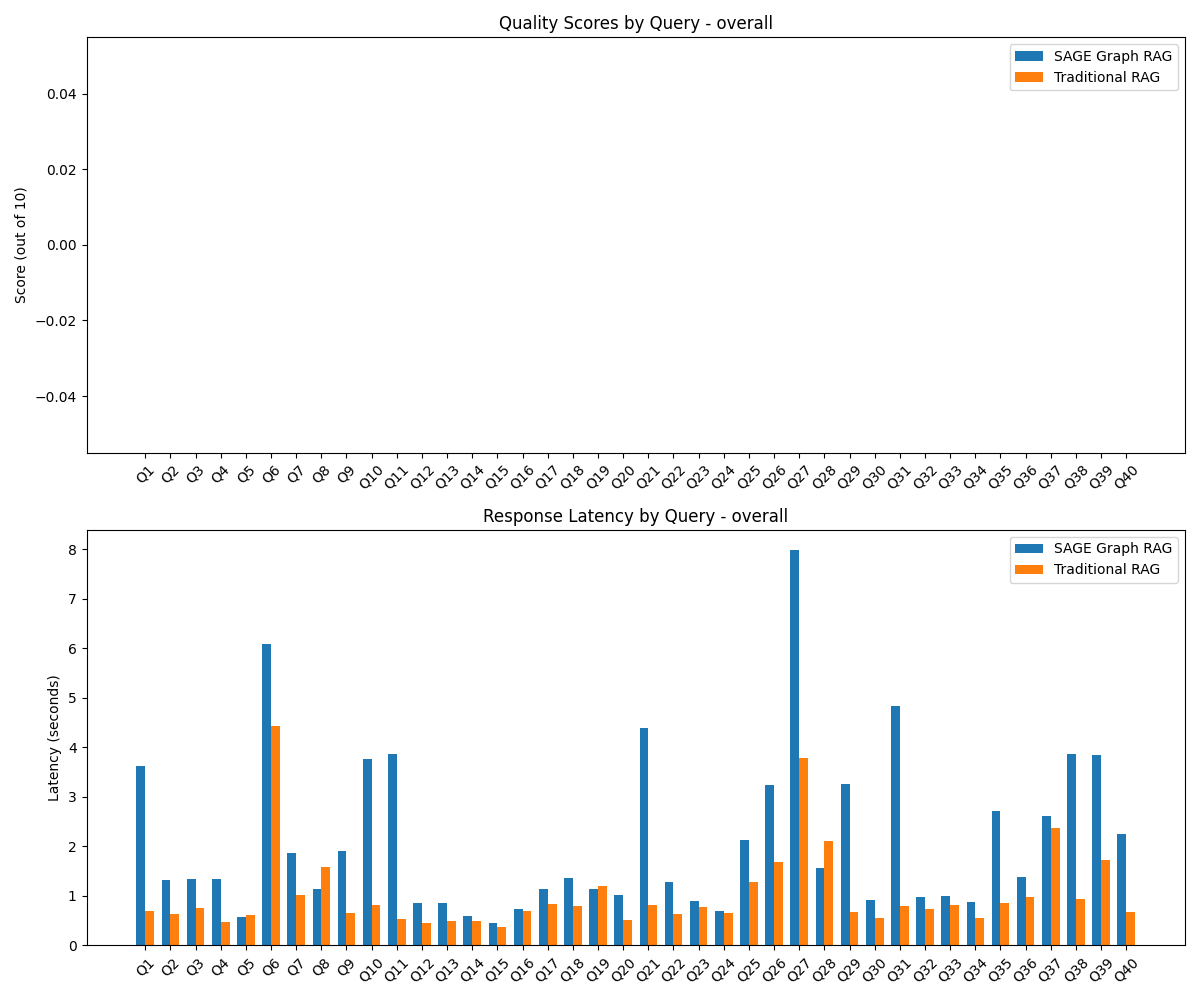 Quality Scores by Query - overall
SAGE Graph RAG
Traditional RAG
Score (out of 10)
0.04
0.02
0.00
−0.02
−0.04
Q1 Q2 Q3 Q4 Q5 Q6 Q7 Q8 Q9 Q10 Q11 Q12 Q13 Q14 Q15 Q16 Q17 Q18 Q19 Q20 Q21 Q22 Q23 Q24 Q25 Q26 Q27 Q28 Q29 Q30 Q31 Q32 Q33 Q34 Q35 Q36 Q37 Q38 Q39 Q40
Response Latency by Query - overall
SAGE Graph RAG
Traditional RAG
Latency (seconds)
8
7
6
5
4
3
2
1
0
Q1 Q2 Q3 Q4 Q5 Q6 Q7 Q8 Q9 Q10 Q11 Q12 Q13 Q14 Q15 Q16 Q17 Q18 Q19 Q20 Q21 Q22 Q23 Q24 Q25 Q26 Q27 Q28 Q29 Q30 Q31 Q32 Q33 Q34 Q35 Q36 Q37 Q38 Q39 Q40